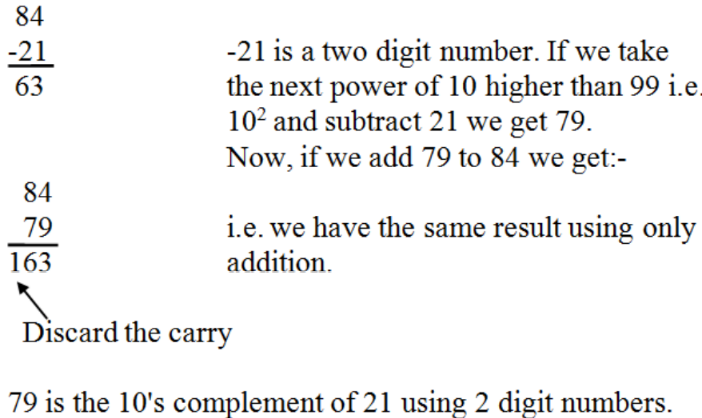 84
-21 -21 is a two digit number. If we take
63 the next power of 10 higher than 99 i.e.
10² and subtract 21 we get 79.
Now, if we add 79 to 84 we get:-
84
79 i.e. we have the same result using only
163 addition.
Discard the carry
79 is the 10's complement of 21 using 2 digit numbers.